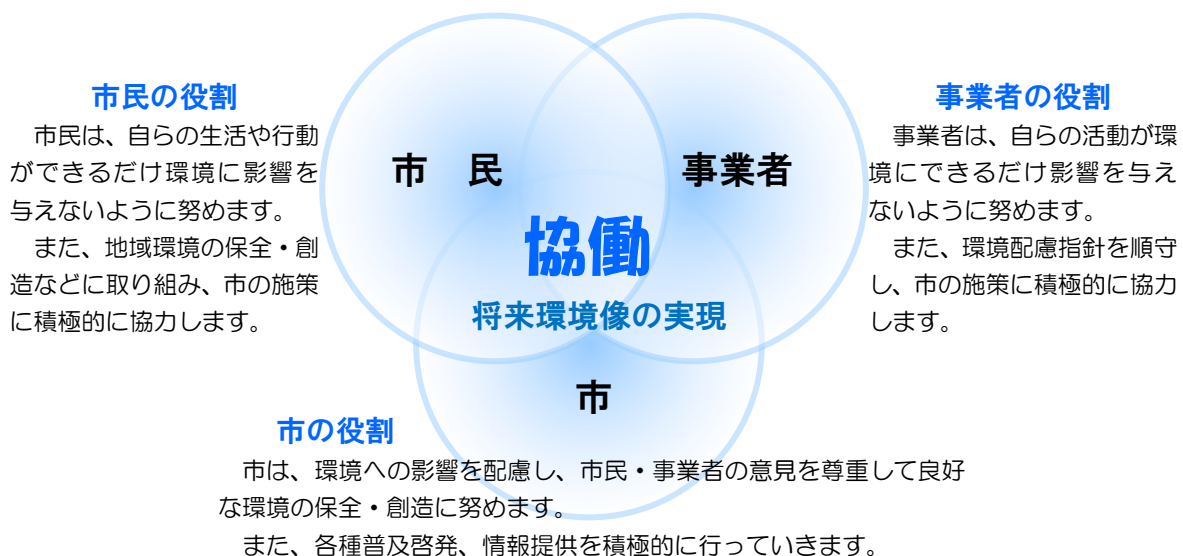 市民の役割
市民は、自らの生活や行動
ができるだけ環境に影響を
与えないように努めます。
また、地域環境の保全・創
造などに取り組み、市の施策
に積極的に協力します。
市　民
事業者
協働
将来環境像の実現
市
事業者の役割
事業者は、自らの活動が環
境にできるだけ影響を与え
ないように努めます。
また、環境配慮指針を順守
し、市の施策に積極的に協力
します。
市の役割
市は、環境への影響を配慮し、市民・事業者の意見を尊重して良好
な環境の保全・創造に努めます。
また、各種普及啓発、情報提供を積極的に行っていきます。